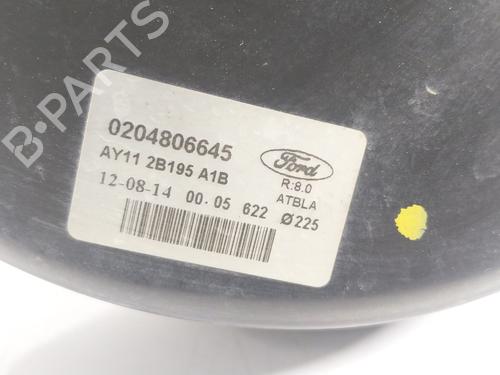 B-PARTS
0204806645
AY11 2B195 A1B
12-08-14 00.05 622 Ø225
Ford
R:8.0
ATBLA